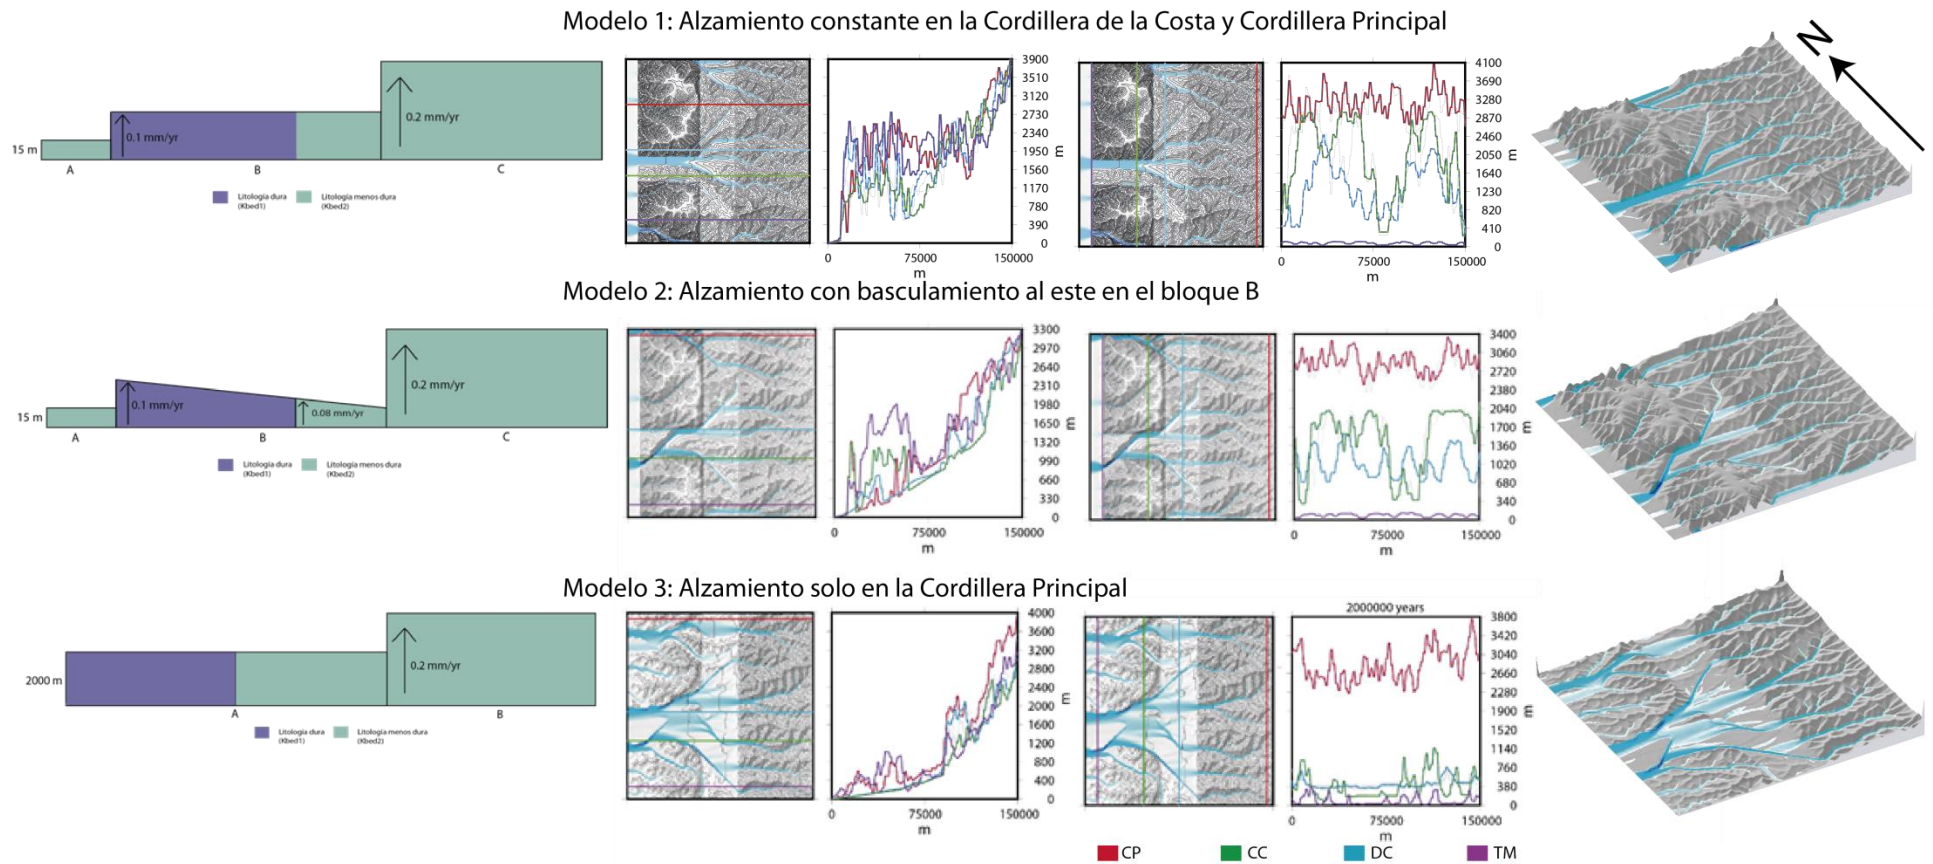 Modelo 1: Alzamiento constante en la Cordillera de la Costa y Cordillera Principal
15 m
0.1 mm/yr
0.2 mm/yr
A
B
C
Litología dura
(Kbed1)
Litología menos dura
(Kbed2)
3900
3510
3120
2730
2340
1950
1560
1170
780
390
0
m
0
75000
150000
m
4100
3690
3280
2870
2460
2050
1640
1230
820
410
0
m
0
75000
150000
m
N
Modelo 2: Alzamiento con basculamiento al este en el bloque B
15 m
0.1 mm/yr
0.08 mm/yr
0.2 mm/yr
A
B
C
Litología dura
(Kbed1)
Litología menos dura
(Kbed2)
3300
2970
2640
2310
1980
1650
1320
990
660
330
0
m
0
75000
150000
m
3400
3060
2720
2380
2040
1700
1360
1020
680
340
0
m
0
75000
150000
m
Modelo 3: Alzamiento solo en la Cordillera Principal
2000 m
0.2 mm/yr
A
B
Litología dura
(Kbed1)
Litología menos dura
(Kbed2)
4000
3600
3200
2800
2400
2000
1600
1200
800
400
0
m
0
75000
150000
m
2000000 years
3800
3420
3040
2660
2280
1900
1520
1140
760
380
0
m
0
75000
150000
m
CP
CC
DC
TM